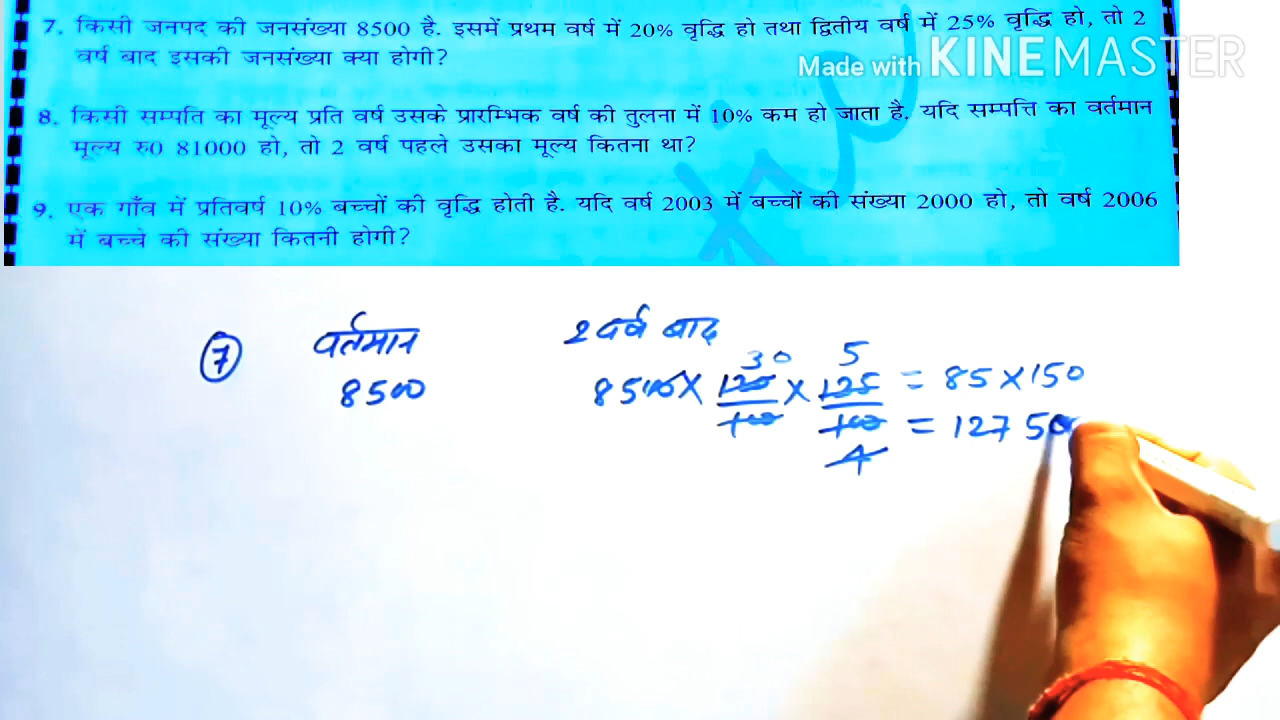 7. किसी जनपद की जनसंख्या 8500 है. इसमें प्रथम वर्ष में 20% वृद्धि हो तथा द्वितीय वर्ष में 25% वृद्धि हो, तो 2
वर्ष बाद इसकी जनसंख्या क्या होगी?
Made with KINEMASTER
8. किसी सम्पति का मूल्य प्रति वर्ष उसके प्रारम्भिक वर्ष की तुलना में 10% कम हो जाता है. यदि सम्पत्ति का वर्तमान
मूल्य रु0 81000 हो, तो 2 वर्ष पहले उसका मूल्य कितना था?
9. एक गाँव में प्रतिवर्ष 10% बच्चों की वृद्धि होती है. यदि वर्ष 2003 में बच्चों की संख्या 2000 हो, तो वर्ष 2006
में बच्चे की संख्या कितनी होगी?
7 वर्तमान 2 वर्ष बाद
30 5
8500 8500 × 120/100 × 125/100 = 85 × 150
4 = 12750